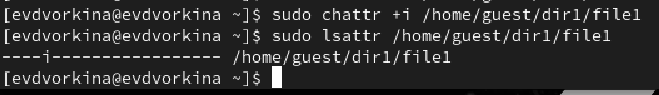 [evdvorkina@evdvorkina ~]$ sudo chattr +i /home/guest/dir1/file1
[evdvorkina@evdvorkina ~]$ sudo lsattr /home/guest/dir1/file1
----i----------------- /home/guest/dir1/file1
[evdvorkina@evdvorkina ~]$